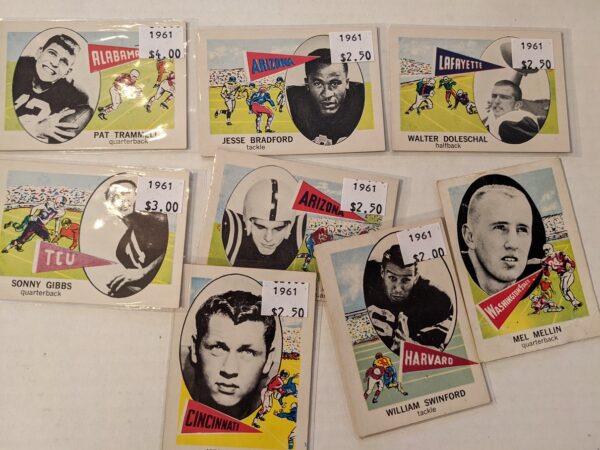 ALABAMA
1961
$4.00
PAT TRAMMELL
quarterback
ARIZONA
1961
$2.50
JESSE BRADFORD
tackle
LAFAYETTE
1961
$2.50
WALTER DOLESCHAL
halfback
1961
$3.00
TCU
SONNY GIBBS
quarterback
ARIZONA
1961
$2.50
1961
$2.00
HARVARD
WILLIAM SWINFORD
tackle
WASHINGTON STATE
MEL MELLIN
quarterback
1961
$2.50
CINCINNATI